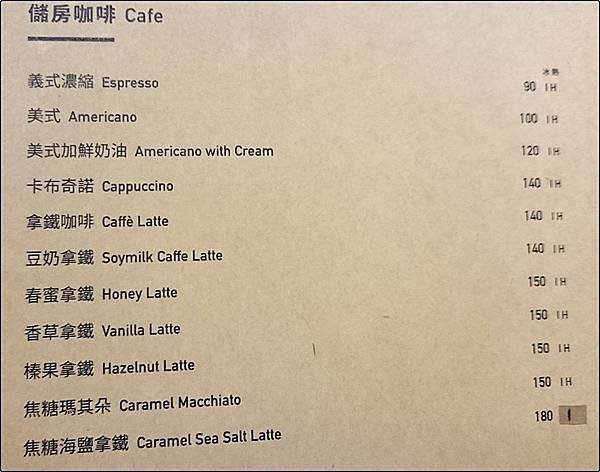 儲房咖啡 Cafe
冰熱
義式濃縮 Espresso 90 I H
美式 Americano 100 I H
美式加鮮奶油 Americano with Cream 120 I H
卡布奇諾 Cappuccino 140 I H
拿鐵咖啡 Caffè Latte 140 I H
豆奶拿鐵 Soymilk Caffe Latte 140 I H
春蜜拿鐵 Honey Latte 150 I H
香草拿鐵 Vanilla Latte 150 I H
榛果拿鐵 Hazelnut Latte 150 I H
焦糖瑪其朵 Caramel Macchiato 150 I H
焦糖海鹽拿鐵 Caramel Sea Salt Latte 180 I